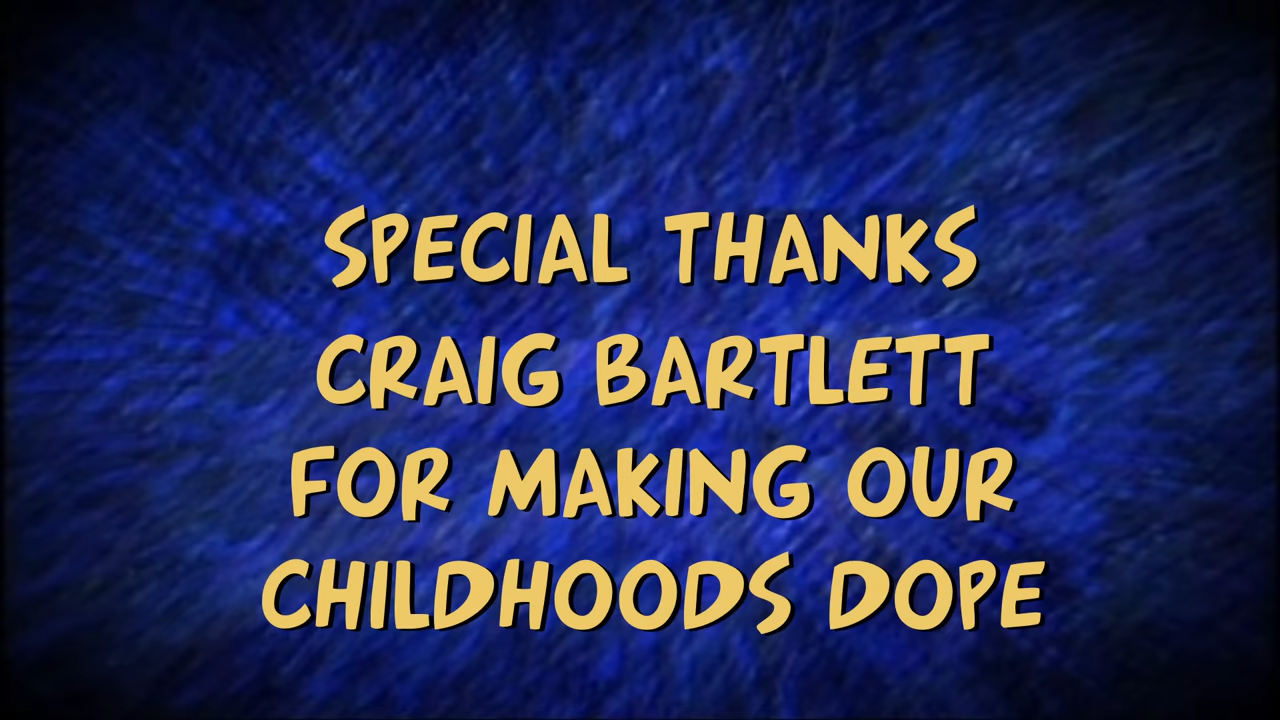 SPECIAL THANKS
CRAIG BARTLETT
FOR MAKING OUR
CHILDHOODS DOPE